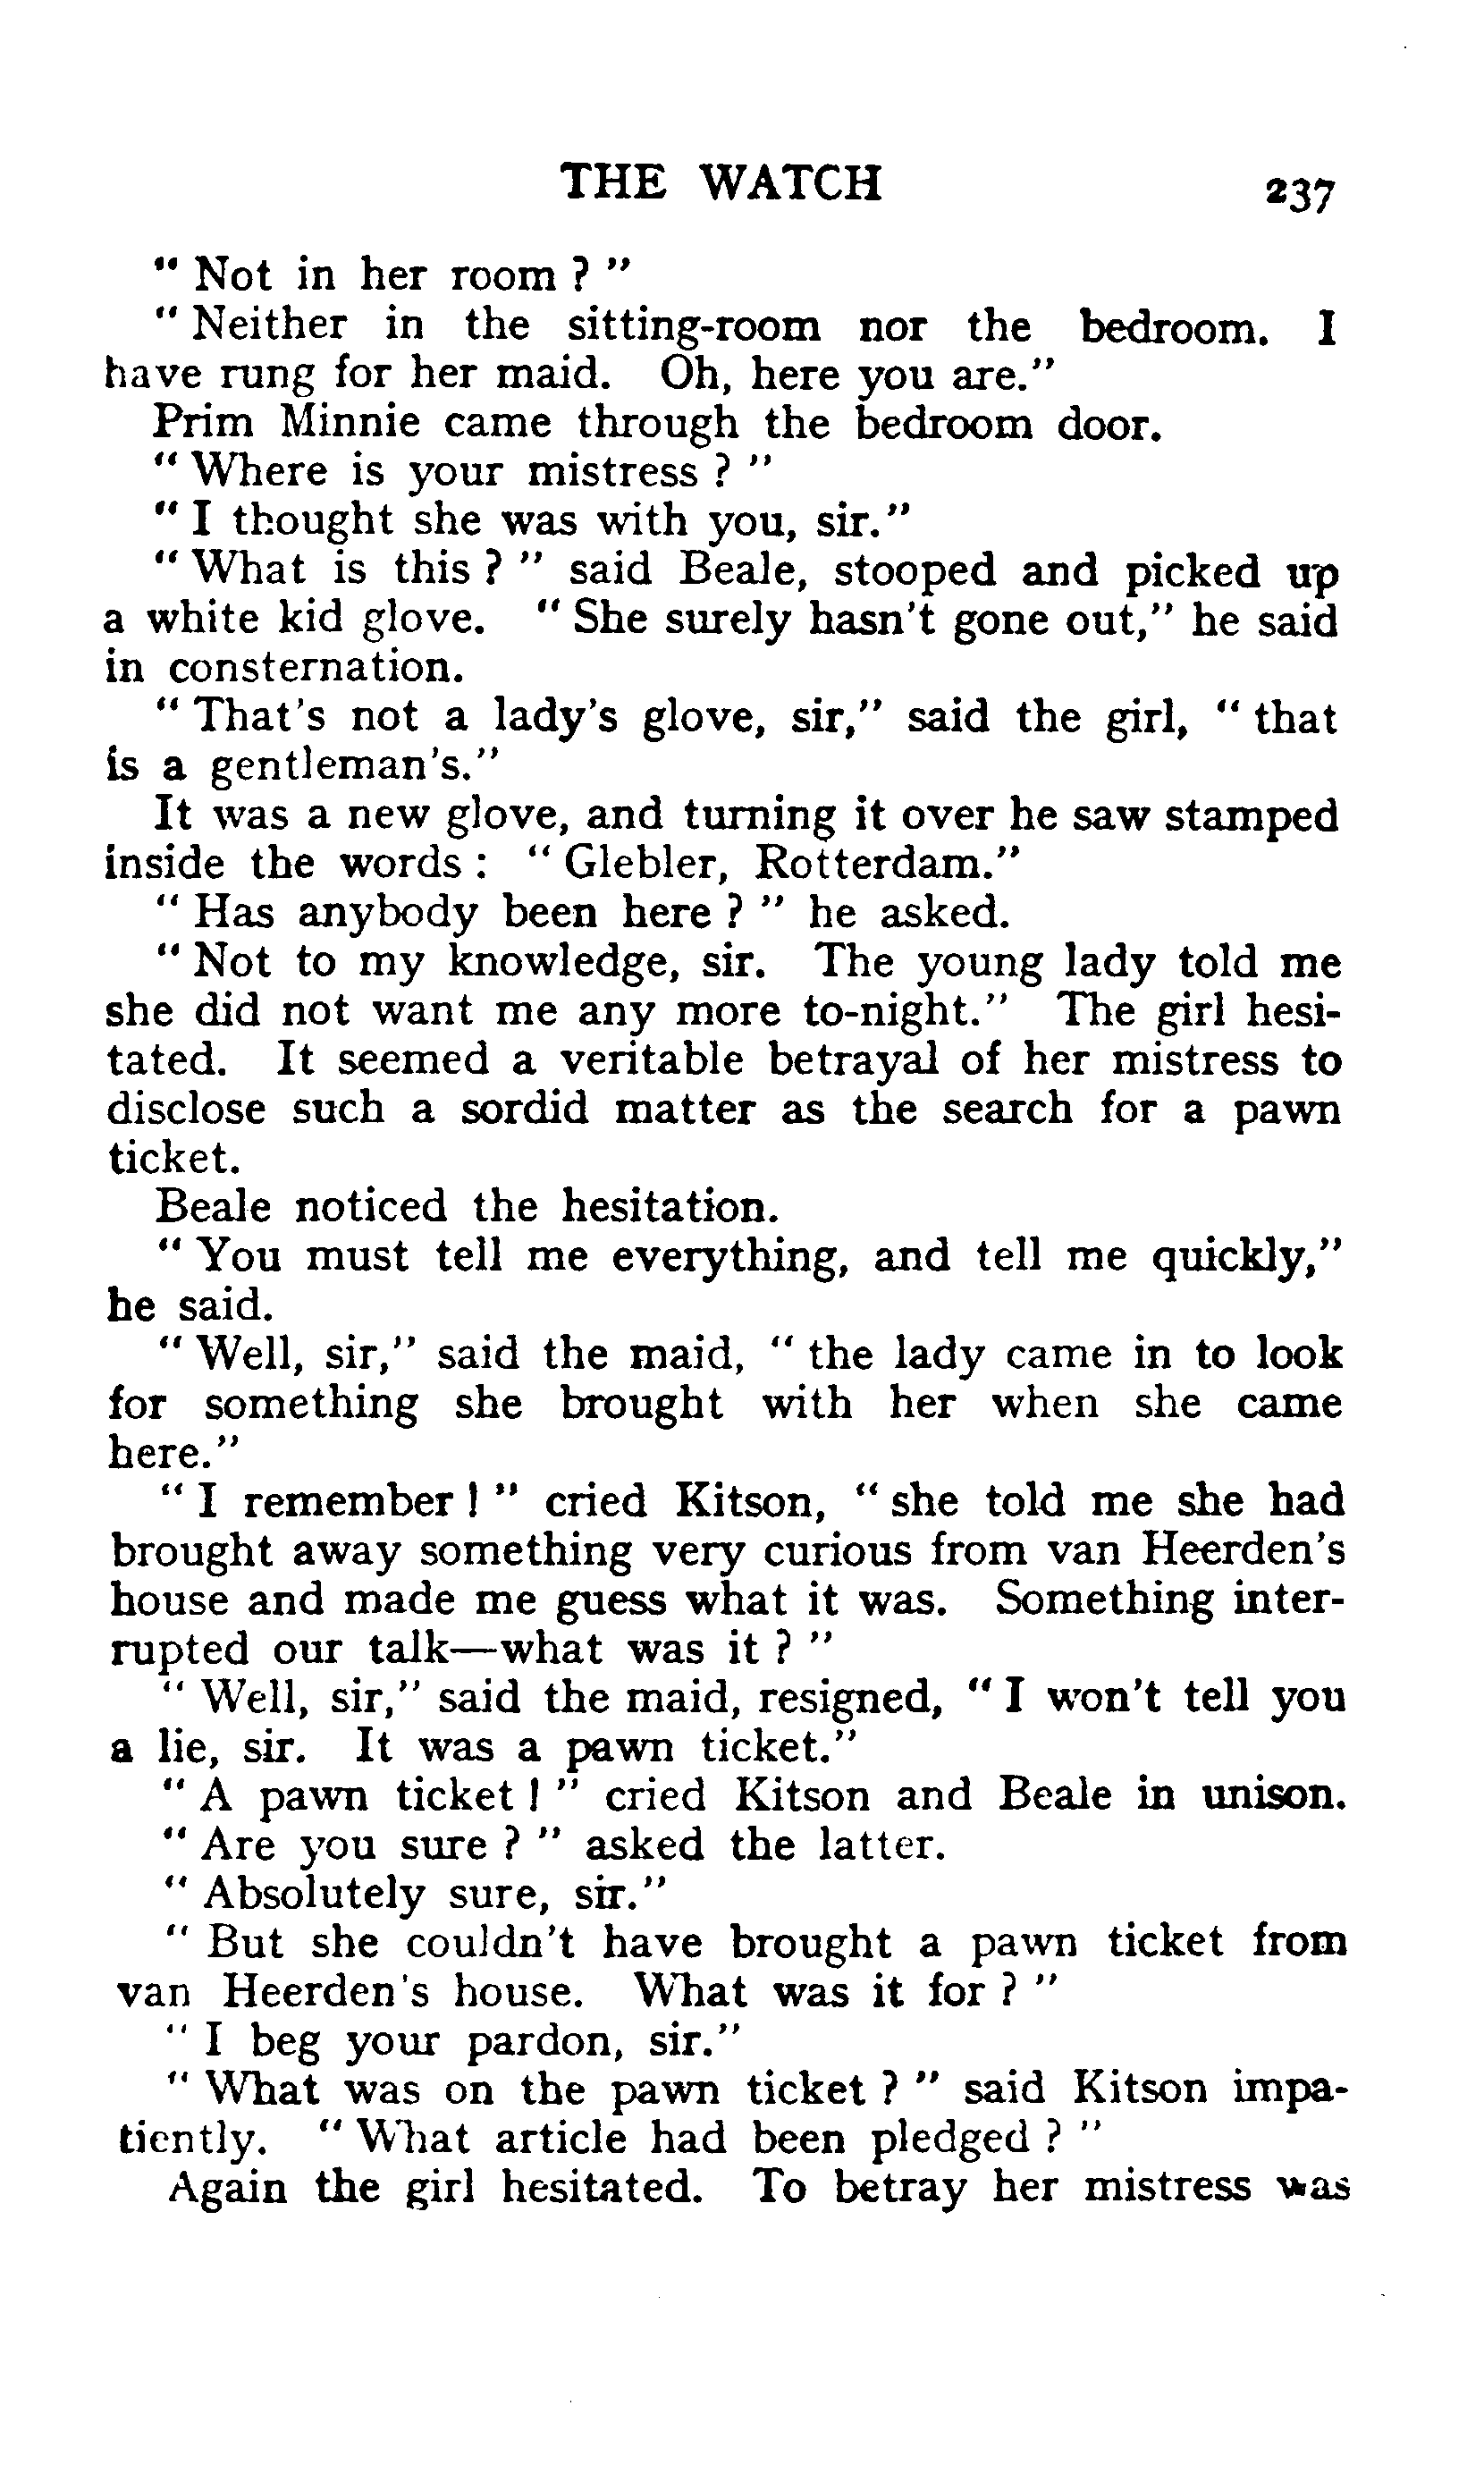 THE WATCH 237
" Not in her room ? "
" Neither in the sitting-room nor the bedroom. I
have rung for her maid. Oh, here you are."
Prim Minnie came through the bedroom door.
" Where is your mistress ? "
" I thought she was with you, sir."
" What is this ? " said Beale, stooped and picked up
a white kid glove. " She surely hasn't gone out," he said
in consternation.
" That's not a lady's glove, sir," said the girl, " that
is a gentleman's."
It was a new glove, and turning it over he saw stamped
inside the words : " Glebler, Rotterdam."
" Has anybody been here ? " he asked.
" Not to my knowledge, sir. The young lady told me
she did not want me any more to-night." The girl hesi-
tated. It seemed a veritable betrayal of her mistress to
disclose such a sordid matter as the search for a pawn
ticket.
Beale noticed the hesitation.
" You must tell me everything, and tell me quickly,"
he said.
" Well, sir," said the maid, " the lady came in to look
for something she brought with her when she came
here."
" I remember ! " cried Kitson, " she told me she had
brought away something very curious from van Heerden's
house and made me guess what it was. Something inter-
rupted our talk—what was it ? "
" Well, sir," said the maid, resigned, " I won't tell you
a lie, sir. It was a pawn ticket."
" A pawn ticket ! " cried Kitson and Beale in unison.
" Are you sure ? " asked the latter.
" Absolutely sure, sir."
" But she couldn't have brought a pawn ticket from
van Heerden's house. What was it for ? "
" I beg your pardon, sir."
" What was on the pawn ticket ? " said Kitson impa-
tiently. " What article had been pledged ? "
Again the girl hesitated. To betray her mistress was